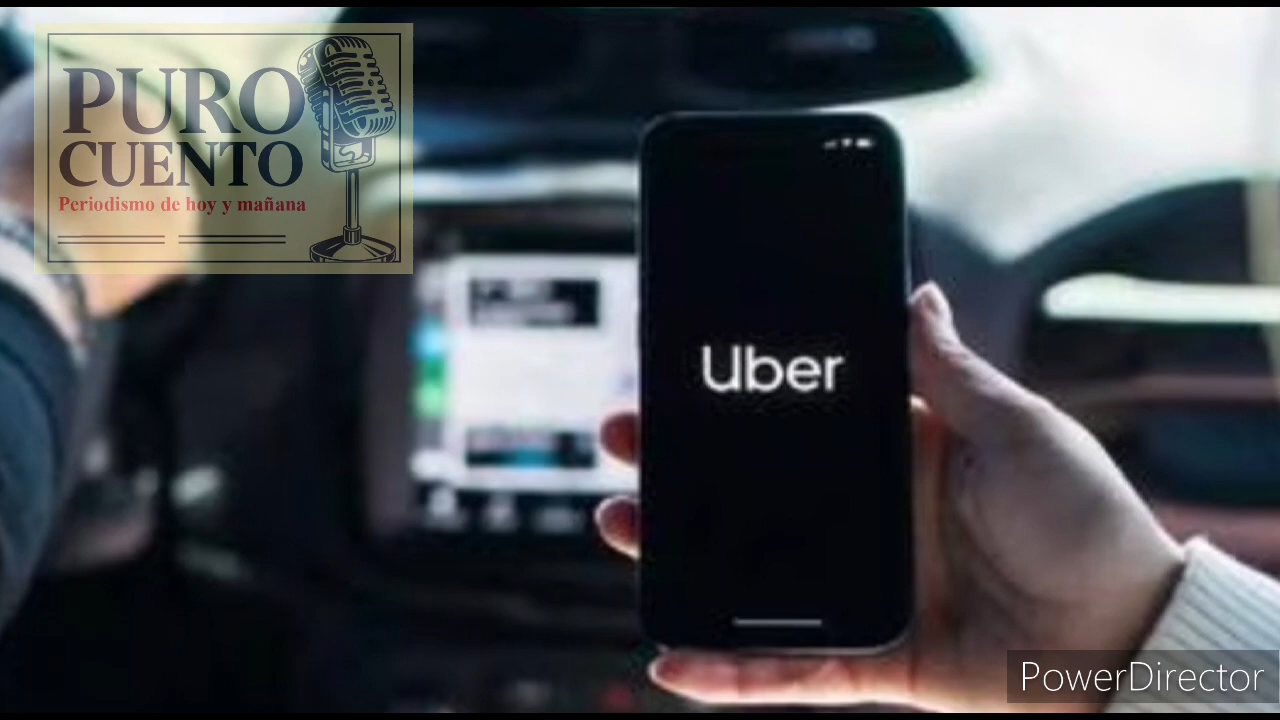 PURO
CUENTO
Periodismo de hoy y mañana
Uber
PowerDirector